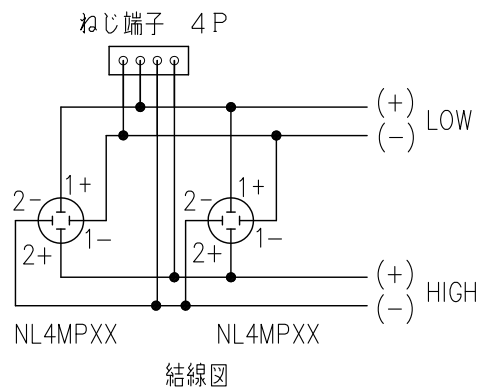 ねじ端子 4P
(+)
LOW
(-)
1+
2-
1-
2+
1+
2-
1-
2+
(+)
HIGH
(-)
NL4MPXX
NL4MPXX
結線図